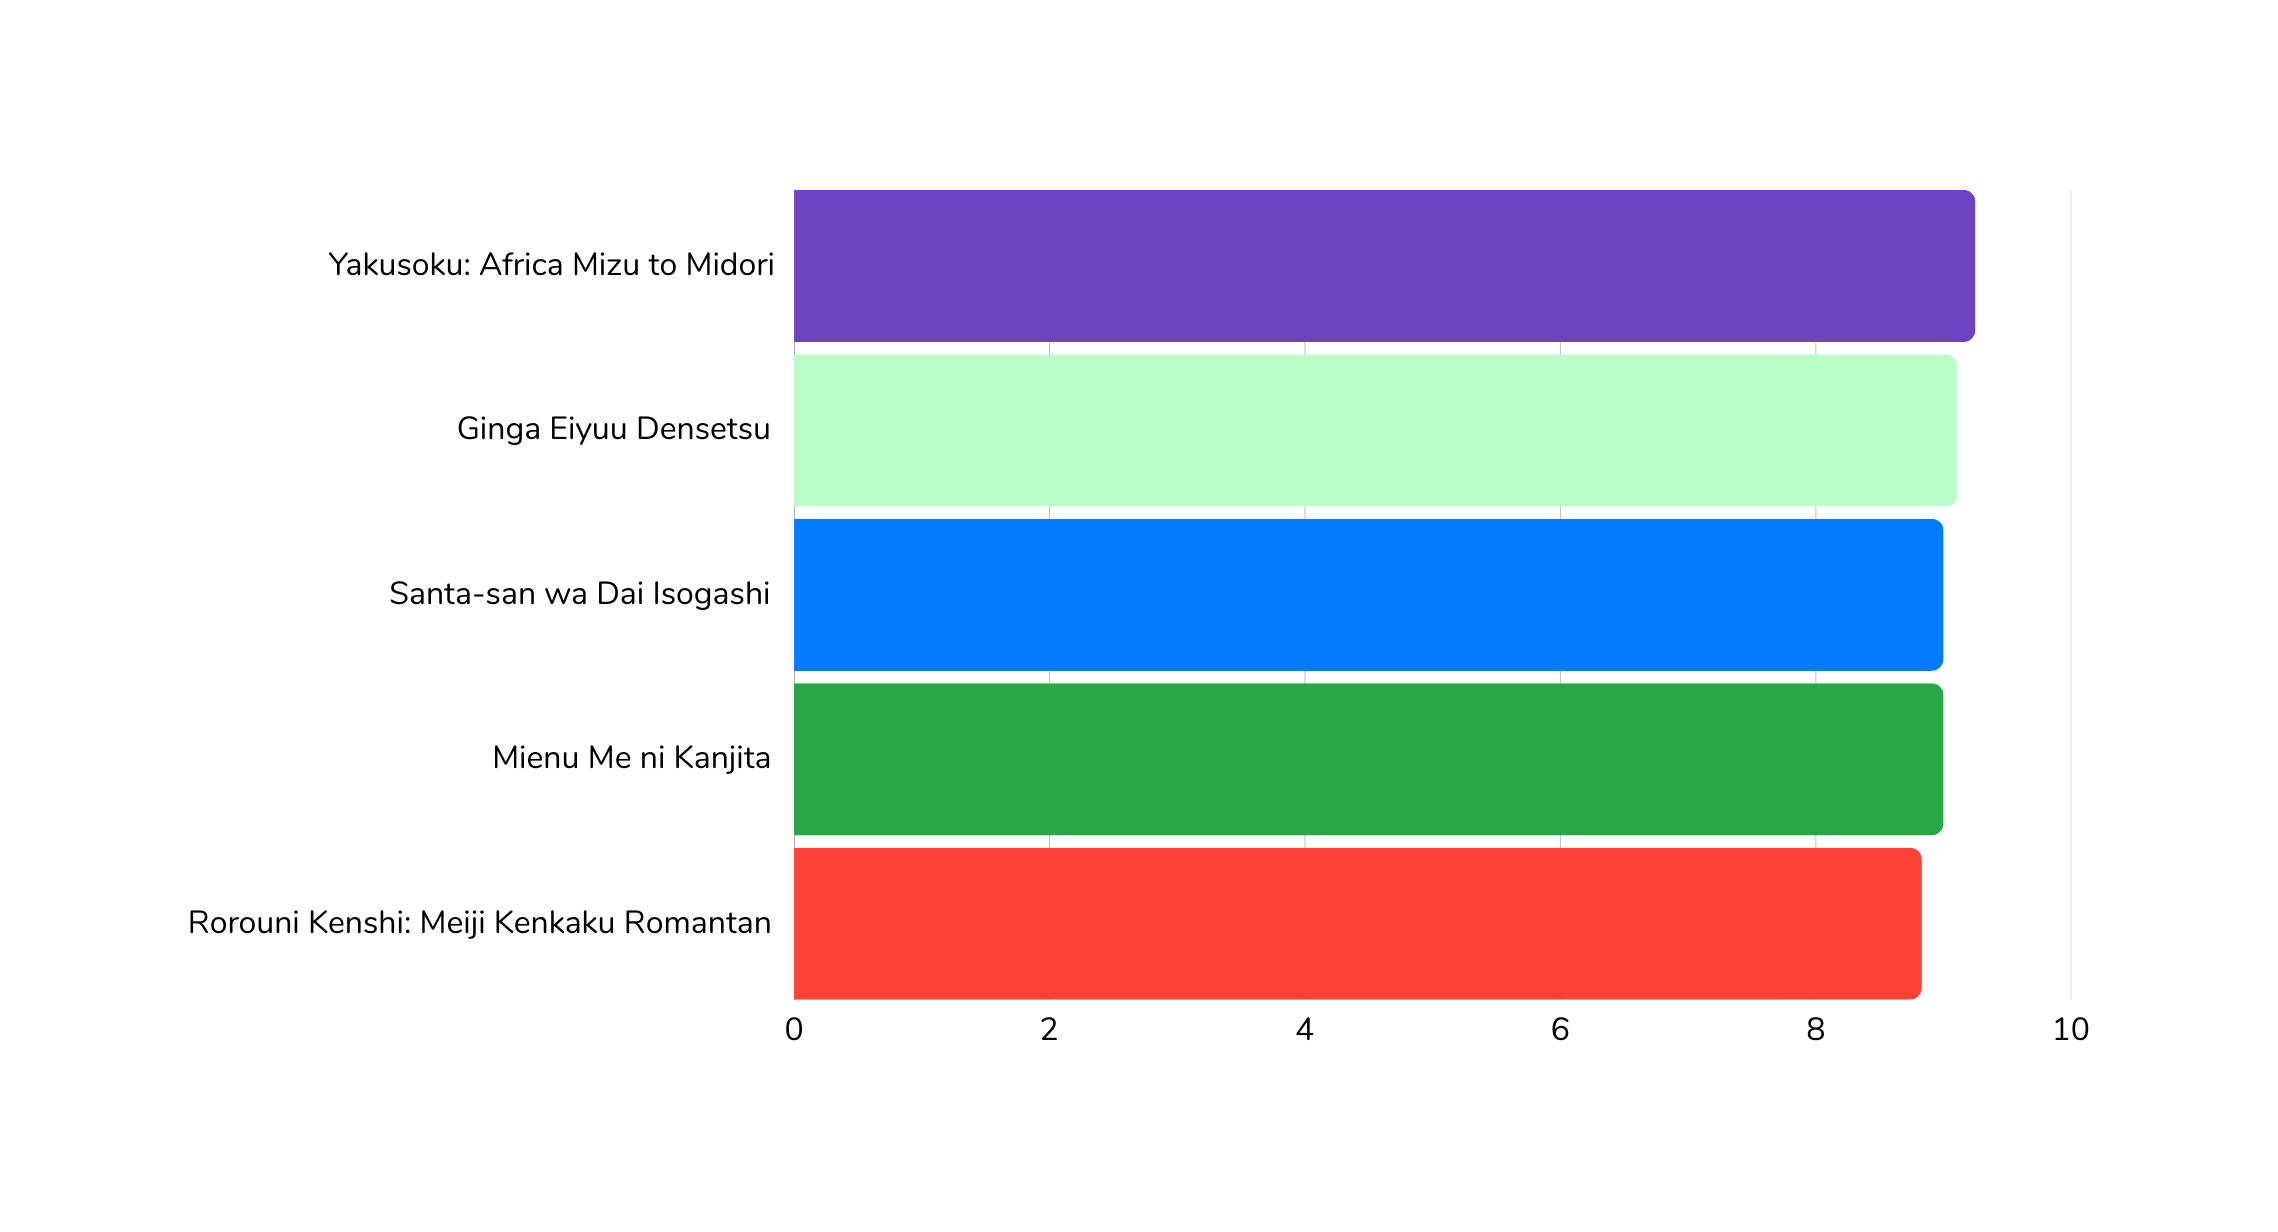 Yakusoku: Africa Mizu to Midori
Ginga Eiyuu Densetsu
Santa-san wa Dai Isogashi
Mienu Me ni Kanjita
Rorouni Kenshi: Meiji Kenkaku Romantan
0 2 4 6 8 10